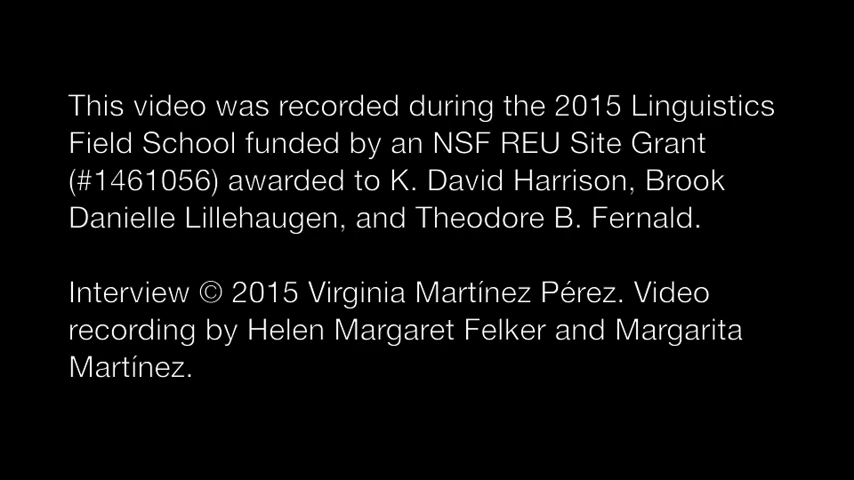 This video was recorded during the 2015 Linguistics
Field School funded by an NSF REU Site Grant
(#1461056) awarded to K. David Harrison, Brook
Danielle Lillehaugen, and Theodore B. Fernald.
Interview © 2015 Virginia Martínez Pérez. Video
recording by Helen Margaret Felker and Margarita
Martínez.